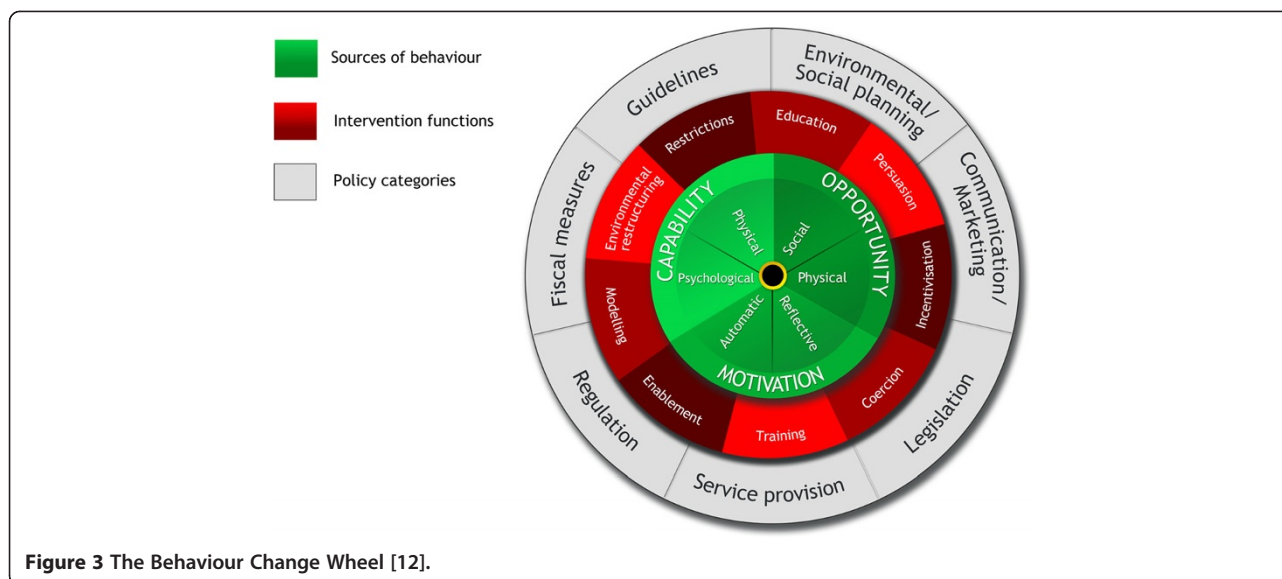 Sources of behaviour
Intervention functions
Policy categories
Guidelines
Environmental/
Social planning
Communication/
Marketing
Legislation
Service provision
Regulation
Fiscal measures
Restrictions
Education
Persuasion
Incentivisation
Coercion
Training
Enablement
Modelling
Environmental
restructuring
CAPABILITY
OPPORTUNITY
MOTIVATION
Physical
Social
Psychological
Physical
Automatic
Reflective
Figure 3 The Behaviour Change Wheel [12].